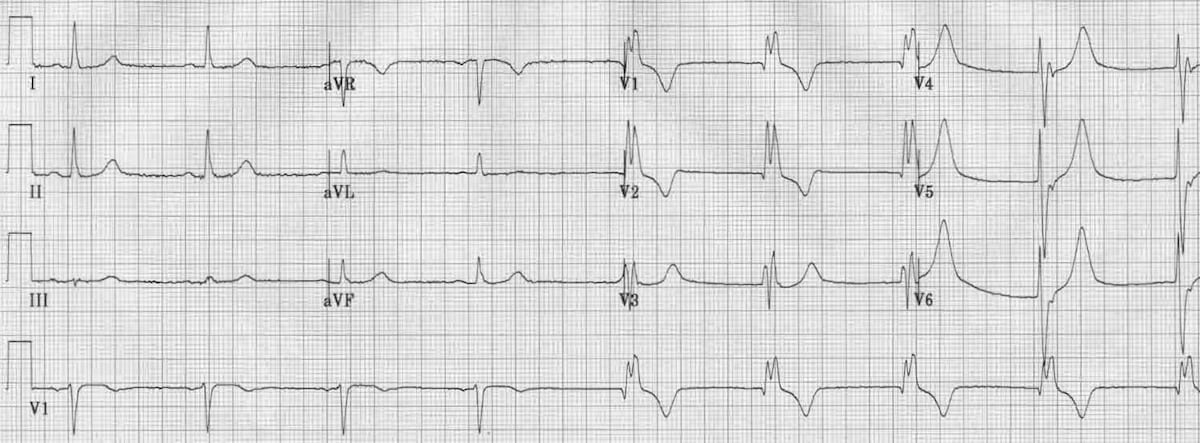 I aVR V1 V4
II aVL V2 V5
III aVF V3 V6
V1